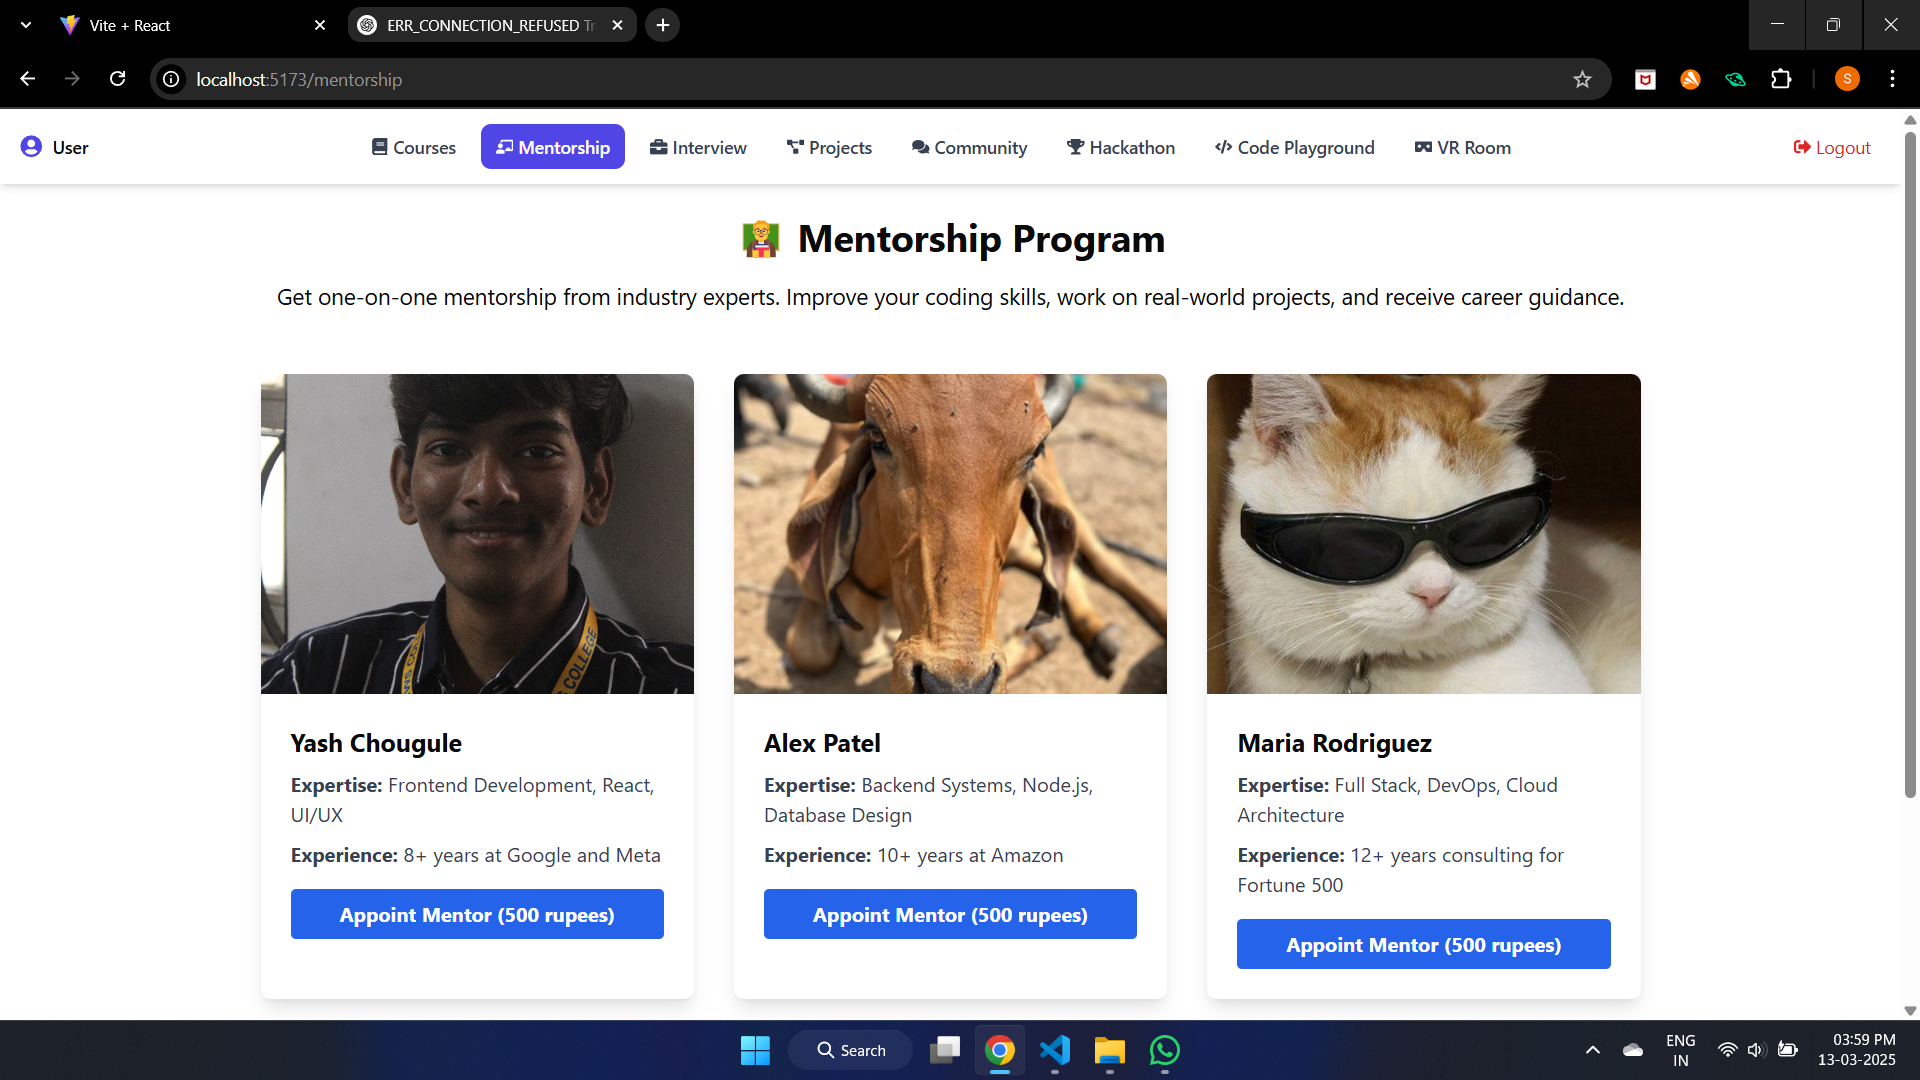 Vite + React
ERR_CONNECTION_REFUSED Tr
localhost:5173/mentorship
S
User
Courses
Mentorship
Interview
Projects
Community
Hackathon
Code Playground
VR Room
Logout
Mentorship Program
Get one-on-one mentorship from industry experts. Improve your coding skills, work on real-world projects, and receive career guidance.
COLLEGE
Yash Chougule
Expertise: Frontend Development, React,
UI/UX
Experience: 8+ years at Google and Meta
Appoint Mentor (500 rupees)
Alex Patel
Expertise: Backend Systems, Node.js,
Database Design
Experience: 10+ years at Amazon
Appoint Mentor (500 rupees)
Maria Rodriguez
Expertise: Full Stack, DevOps, Cloud
Architecture
Experience: 12+ years consulting for
Fortune 500
Appoint Mentor (500 rupees)
Search
ENG
IN
03:59 PM
13-03-2025